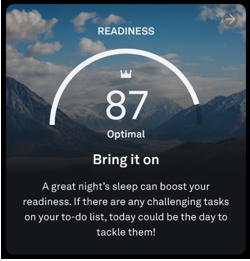 READINESS
87
Optimal
Bring it on
A great night's sleep can boost your
readiness. If there are any challenging tasks
on your to-do list, today could be the day to
tackle them!